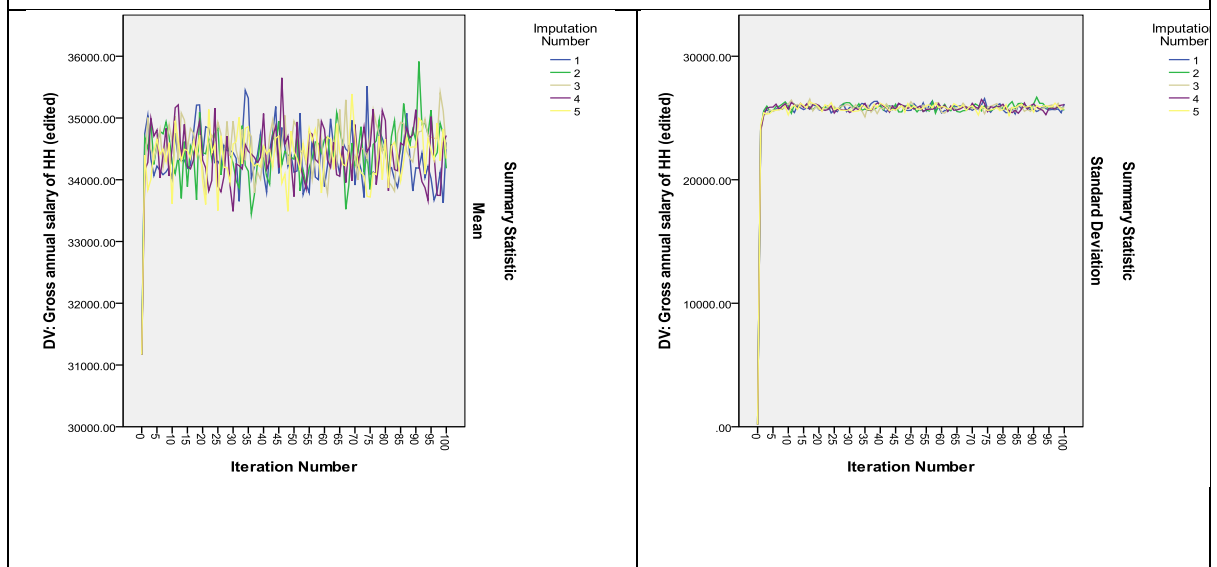 Imputation
Number
1
2
3
4
5
36000.00
35000.00
34000.00
33000.00
32000.00
31000.00
30000.00
DV: Gross annual salary of HH (edited)
Summary Statistic
Mean
0 5 10 15 20 25 30 35 40 45 50 55 60 65 70 75 80 85 90 95 100
Iteration Number
Imputation
Number
1
2
3
4
5
30000.00
20000.00
10000.00
.00
DV: Gross annual salary of HH (edited)
Summary Statistic
Standard Deviation
0 5 10 15 20 25 30 35 40 45 50 55 60 65 70 75 80 85 90 95 100
Iteration Number